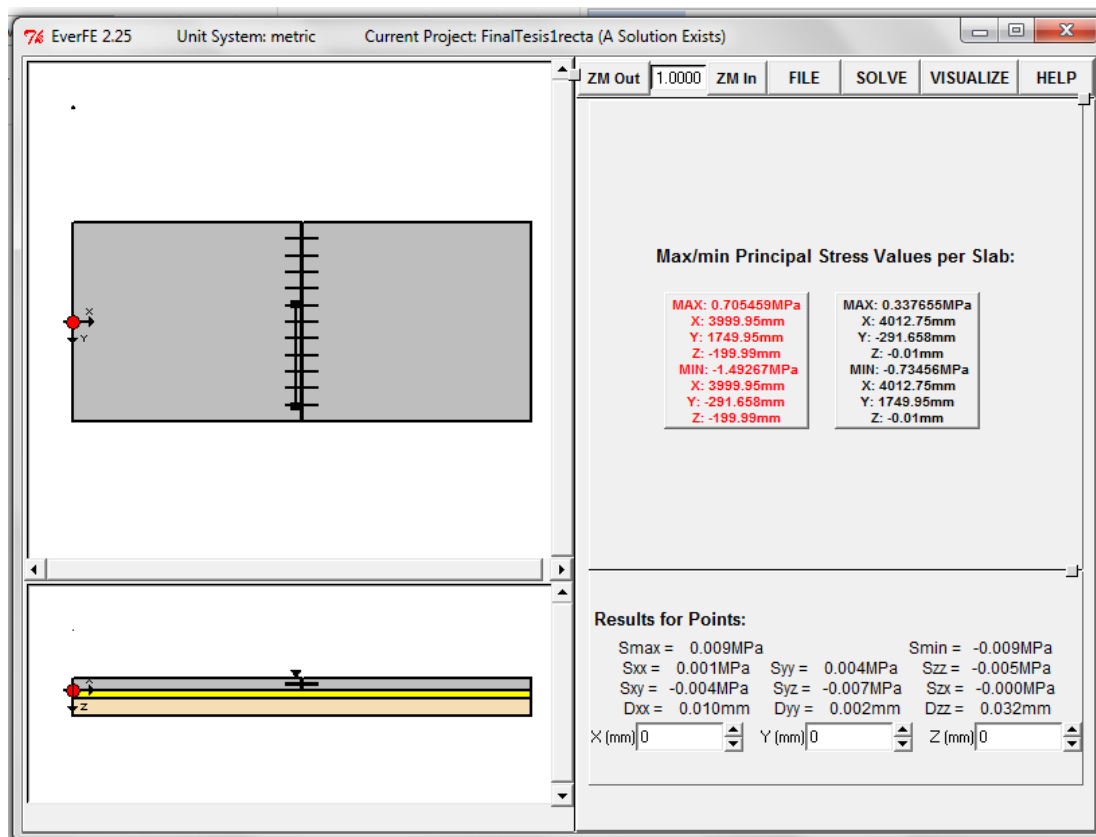 EverFE 2.25 Unit System: metric Current Project: FinalTesis1recta (A Solution Exists)
ZM Out 1.0000 ZM In FILE SOLVE VISUALIZE HELP
X
Y
X
Z
Max/min Principal Stress Values per Slab:
MAX: 0.705459MPa
X: 3999.95mm
Y: 1749.95mm
Z: -199.99mm
MIN: -1.49267MPa
X: 3999.95mm
Y: -291.658mm
Z: -199.99mm
MAX: 0.337655MPa
X: 4012.75mm
Y: -291.658mm
Z: -0.01mm
MIN: -0.73456MPa
X: 4012.75mm
Y: 1749.95mm
Z: -0.01mm
Results for Points:
Smax = 0.009MPa Smin = -0.009MPa
Sxx = 0.001MPa Syy = 0.004MPa Szz = -0.005MPa
Sxy = -0.004MPa Syz = -0.007MPa Szx = -0.000MPa
Dxx = 0.010mm Dyy = 0.002mm Dzz = 0.032mm
X (mm) 0 Y (mm) 0 Z (mm) 0